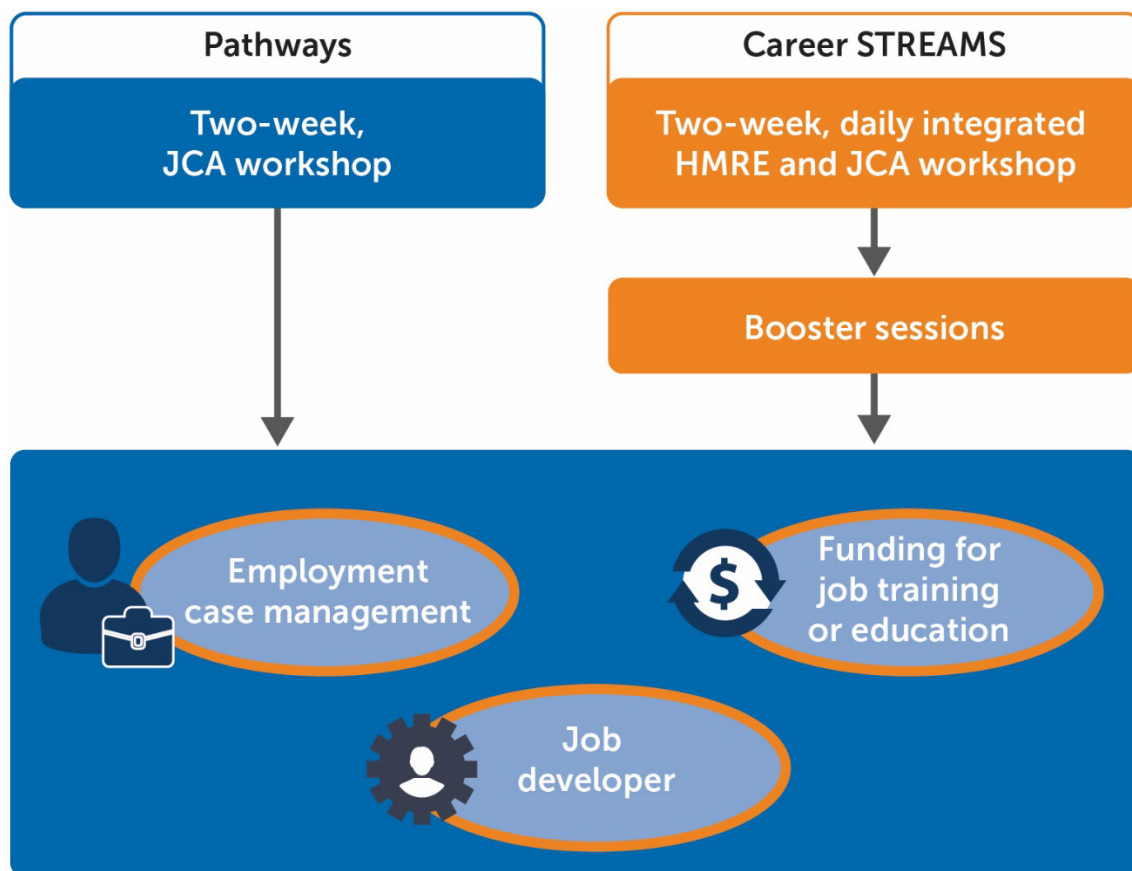 Pathways
Two-week,
JCA workshop
Career STREAMS
Two-week, daily integrated
HMRE and JCA workshop
Booster sessions
Employment
case management
$
Funding for
job training
or education
Job
developer